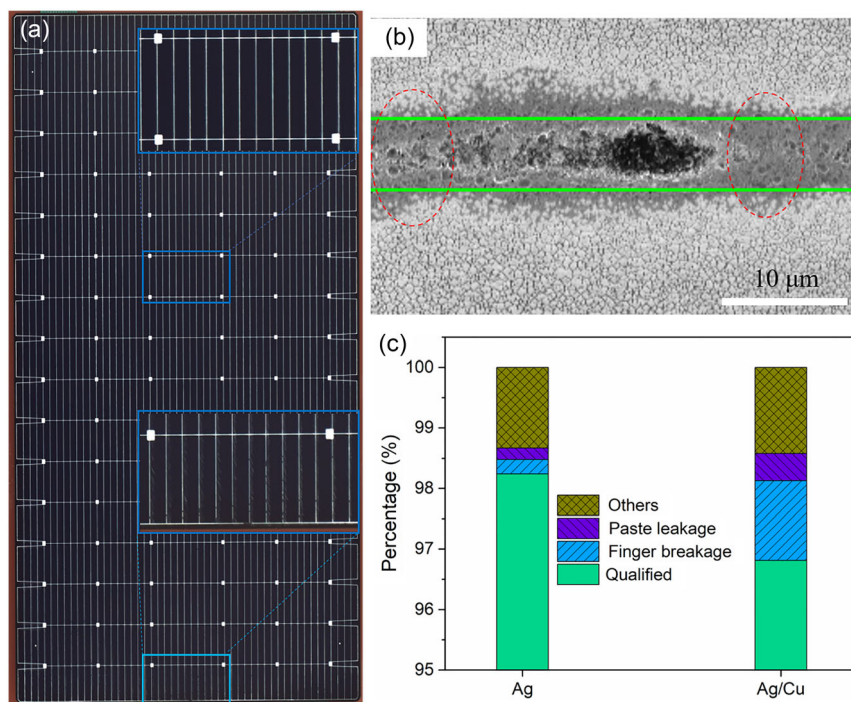 (a)
(b)
10 μm
(c)
100
99
98
97
96
95
Percentage (%)
Others
Paste leakage
Finger breakage
Qualified
Ag
Ag/Cu